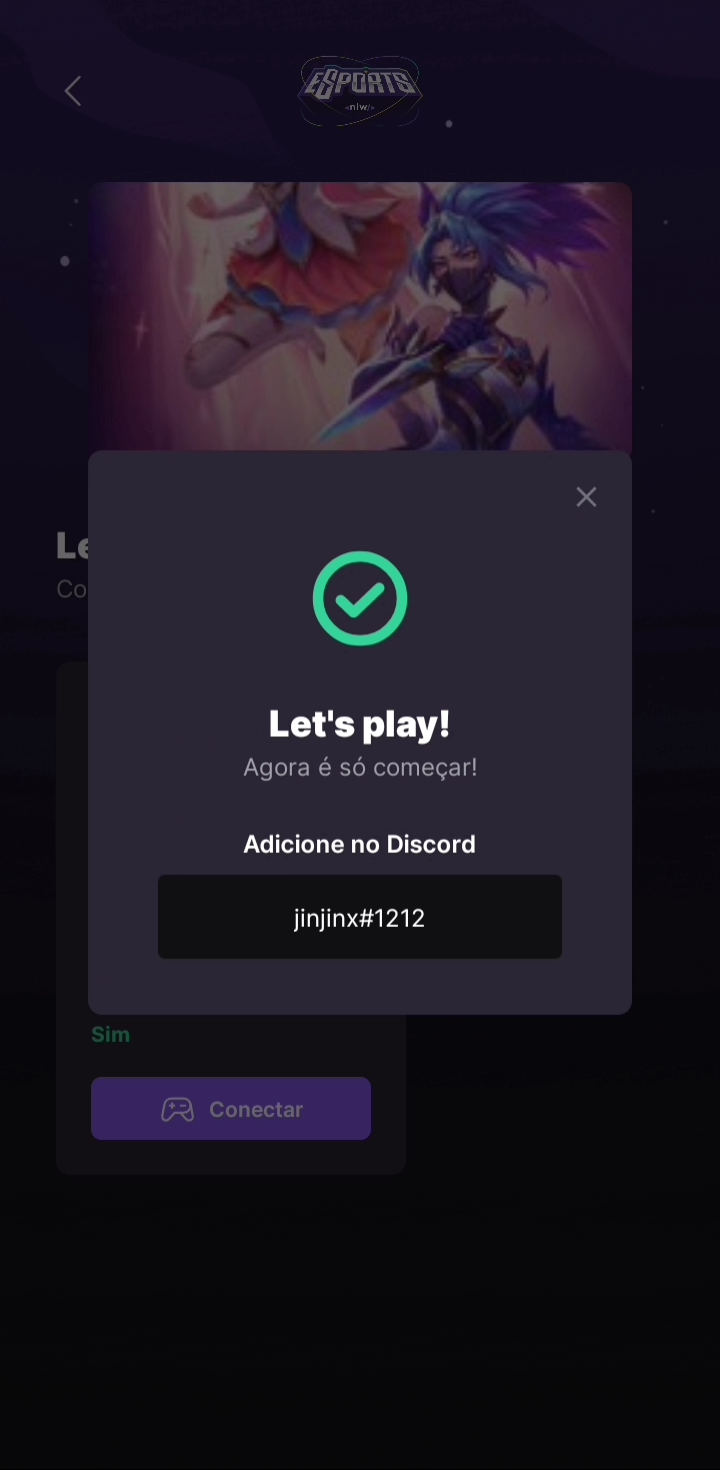 ESPORTS
<nlw/>
Le
Co
Let's play!
Agora é só começar!
Adicione no Discord
jinjinx#1212
Sim
Conectar